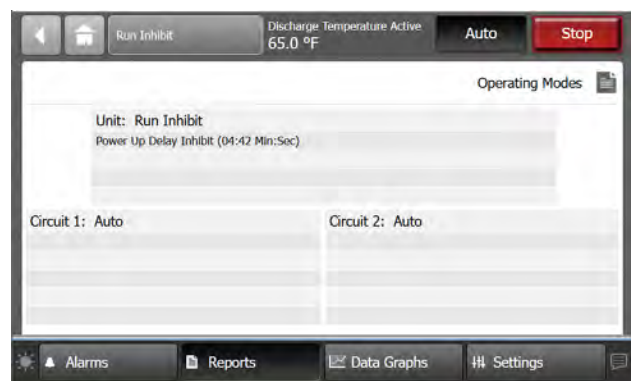 Run Inhibit
Discharge Temperature Active
65.0 ºF
Auto
Stop
Operating Modes
Unit: Run Inhibit
Power Up Delay Inhibit (04:42 Min:Sec)
Circuit 1: Auto
Circuit 2: Auto
Alarms
Reports
Data Graphs
Settings